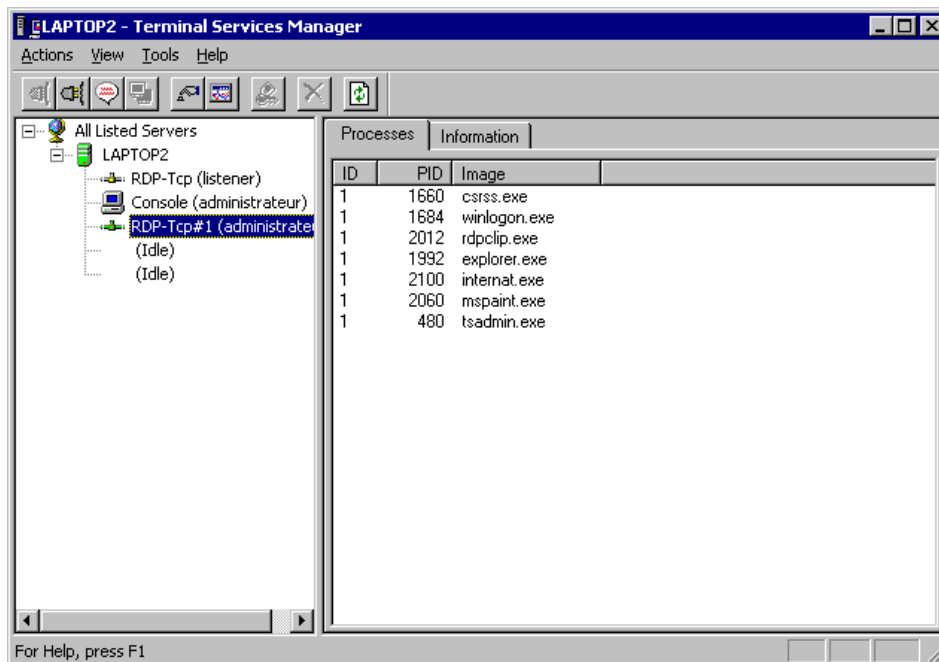 LAPTOP2 - Terminal Services Manager
Actions View Tools Help
All Listed Servers
LAPTOP2
RDP-Tcp (listener)
Console (administrateur)
RDP-Tcp#1 (administrateu
(Idle)
(Idle)
Processes Information
ID PID Image
1 1660 csrss.exe
1 1684 winlogon.exe
1 2012 rdpclip.exe
1 1992 explorer.exe
1 2100 internat.exe
1 2060 mspaint.exe
1 480 tsadmin.exe
For Help, press F1